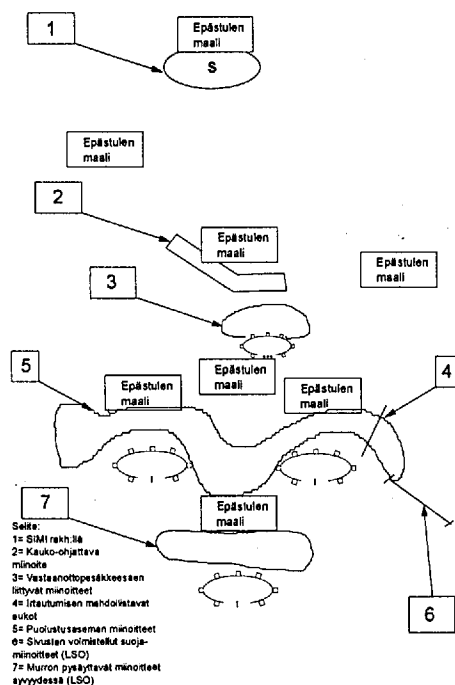 1
Epästulen
maali
S
Epästulen
maali
2
Epästulen
maali
Epästulen
maali
3
Epästulen
maali
5
Epästulen
maali
Epästulen
maali
4
Epästulen
maali
7
6
Selite:
1= SIMI rakh:llä
2= Kauko-ohjattava
miinoite
3= Vastaanottopesäkkeeseen
liittyvät miinoitteet
4= Irtautumisen mahdollistavat
aukot
5= Puolustusaseman miinoitteet
6= Sivustan valmistellut suoja-
miinoitteet (LSO)
7= Murron pysäyttävät miinoitteet
syvyydessä (LSO)